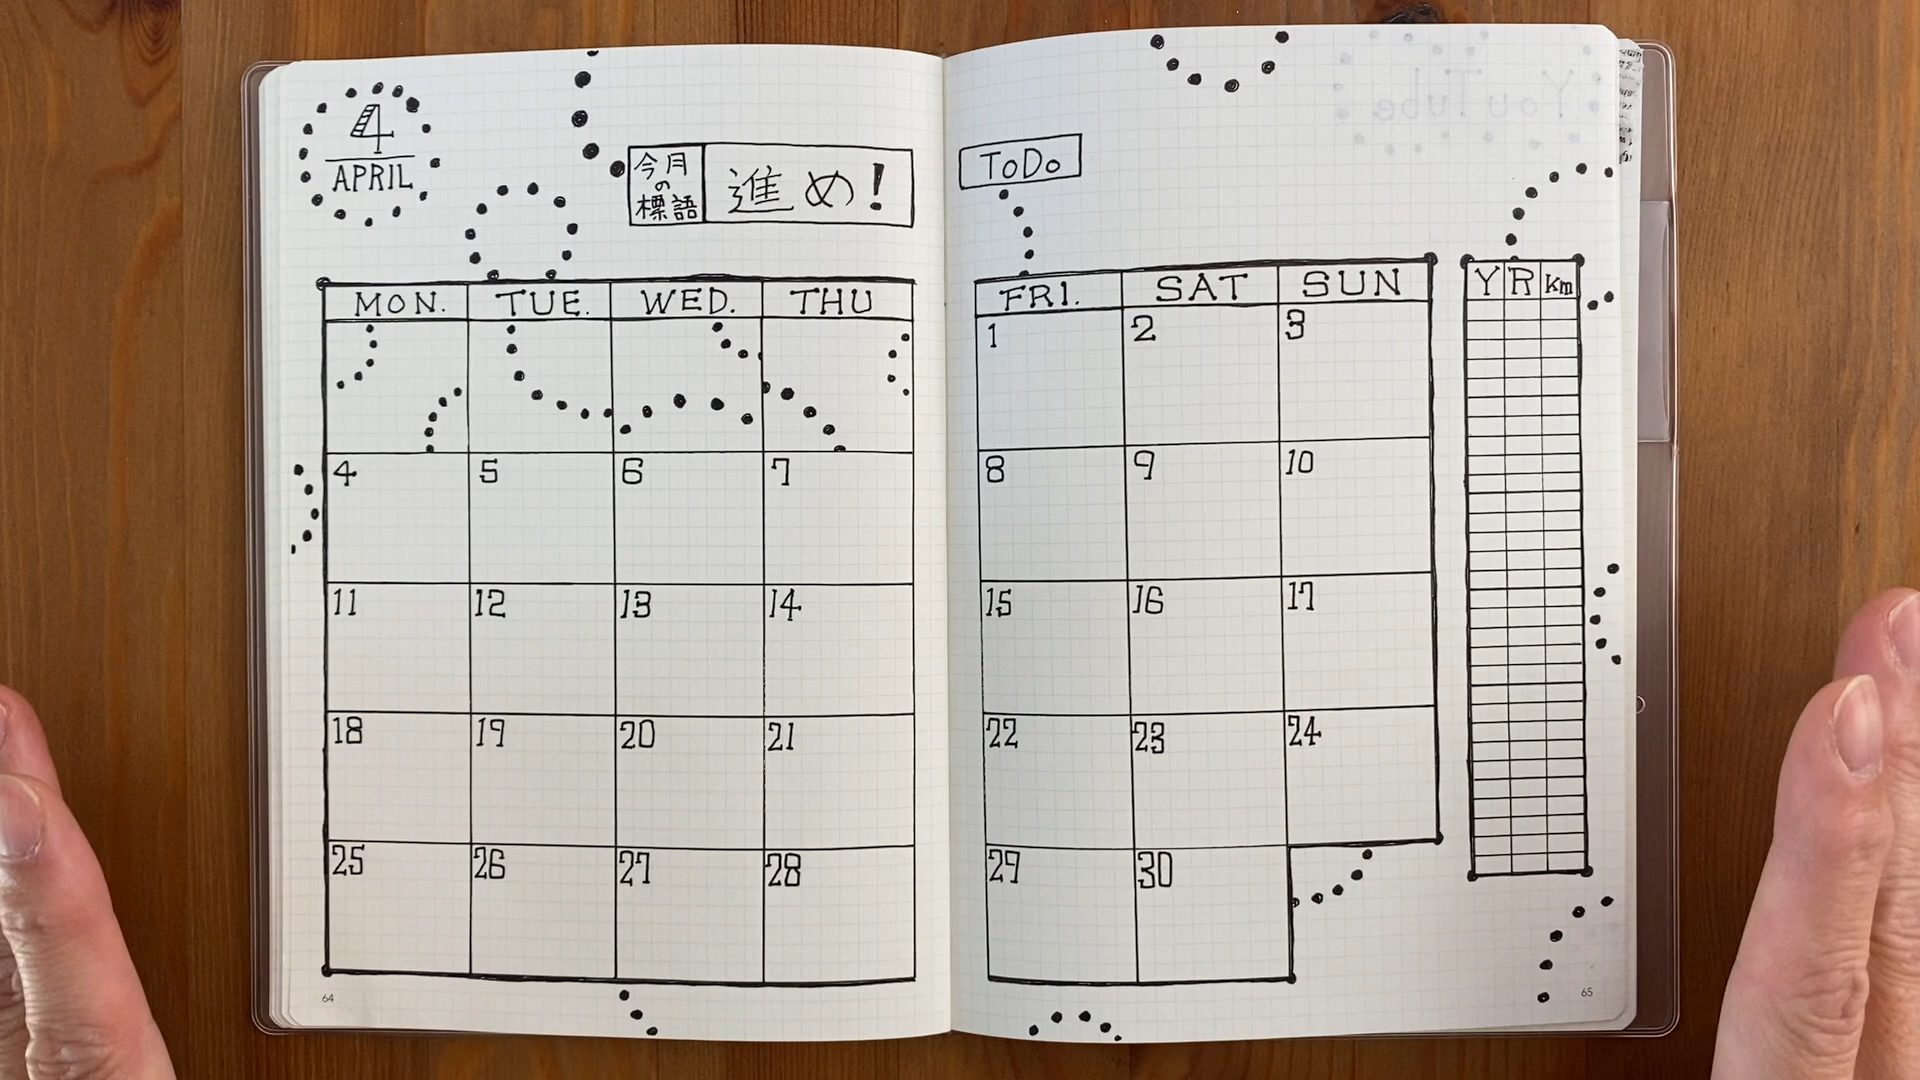 4
APRIL
今月
の
標語
進め!
ToDo
MON. TUE. WED. THU
FRI. SAT SUN
Y R km
1 2 3
4 5 6 7
8 9 10
11 12 13 14
15 16 17
18 19 20 21
22 23 24
25 26 27 28
29 30
64
65
YouTube